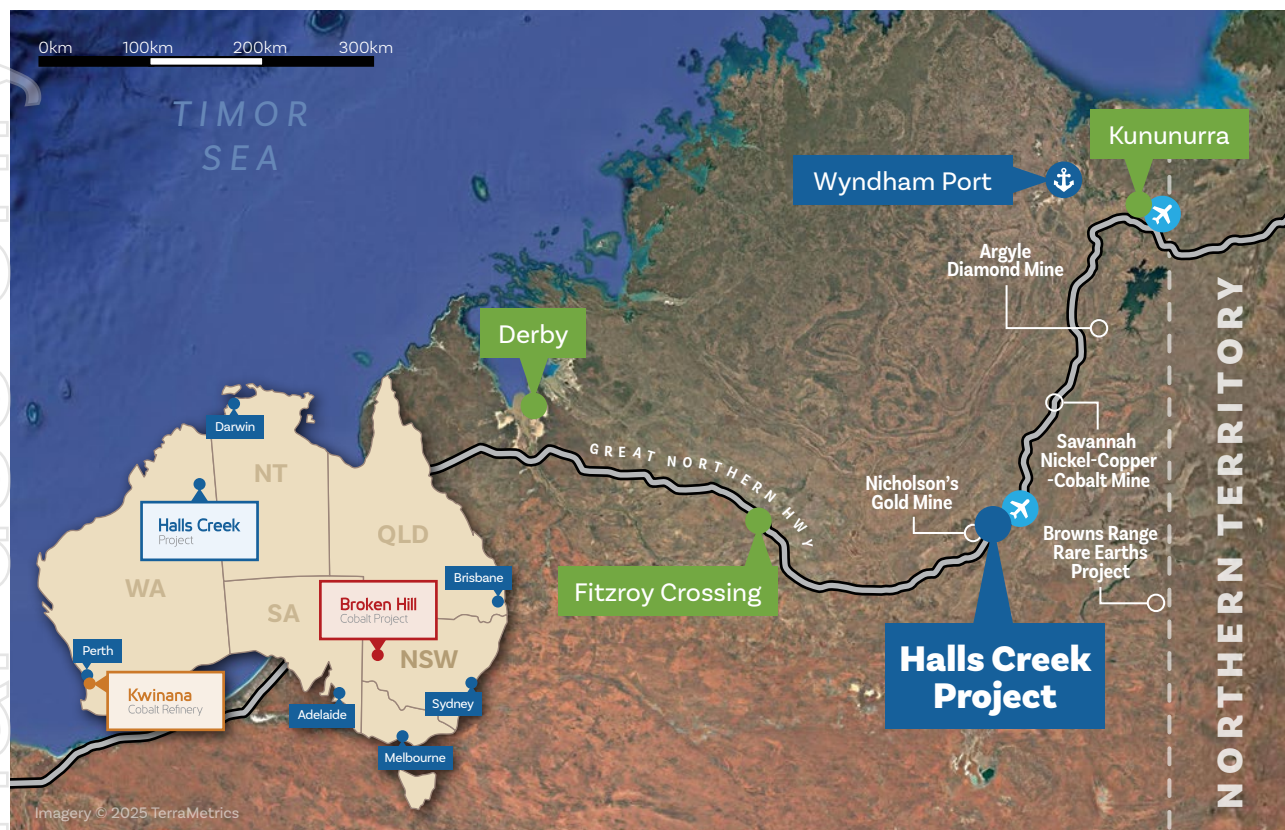 0km 100km 200km 300km
TIMOR
SEA
Kununurra
Wyndham Port
Argyle
Diamond Mine
Derby
GREAT NORTHERN HWY
Savannah
Nickel-Copper
-Cobalt Mine
Nicholson's
Gold Mine
Browns Range
Rare Earths
Project
Fitzroy Crossing
Halls Creek
Project
NORTHERN TERRITORY
Darwin
NT
Halls Creek
Project
QLD
WA
Brisbane
SA
Broken Hill
Cobalt Project
NSW
Perth
Kwinana
Cobalt Refinery
Sydney
Adelaide
Melbourne
Imagery © 2025 TerraMetrics